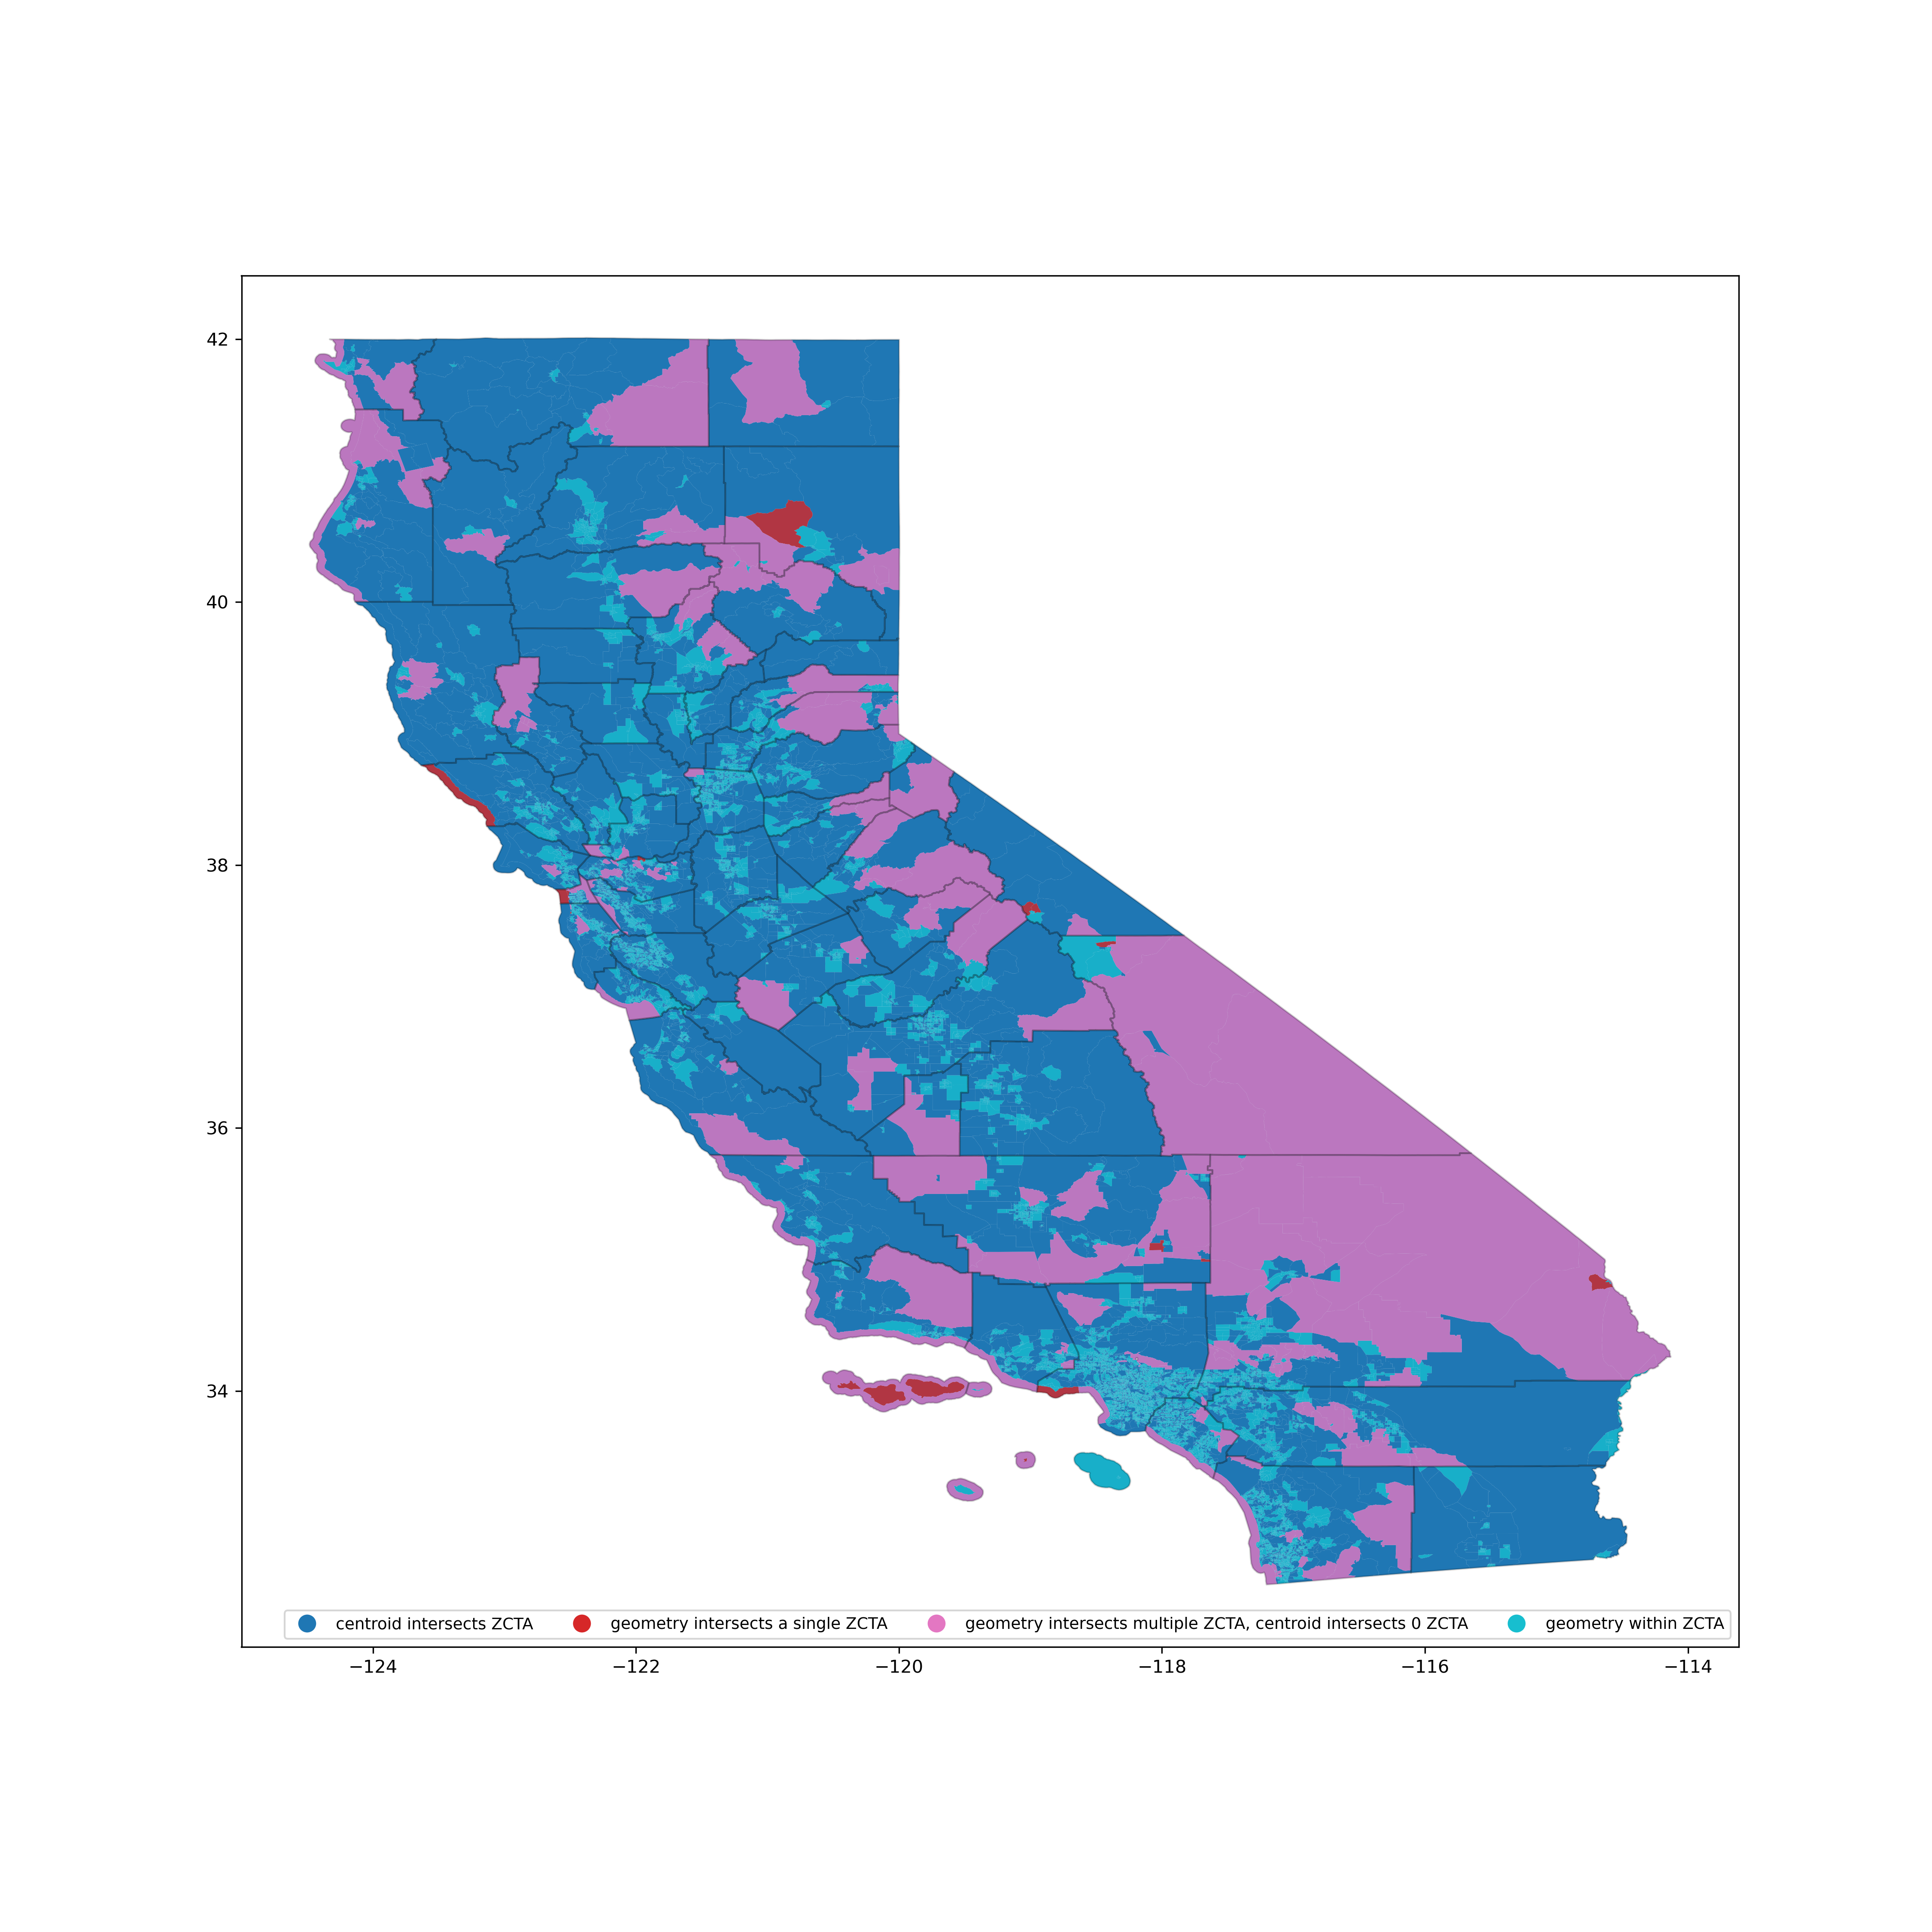 42
40
38
36
34
centroid intersects ZCTA geometry intersects a single ZCTA geometry intersects multiple ZCTA, centroid intersects 0 ZCTA geometry within ZCTA
−124 −122 −120 −118 −116 −114